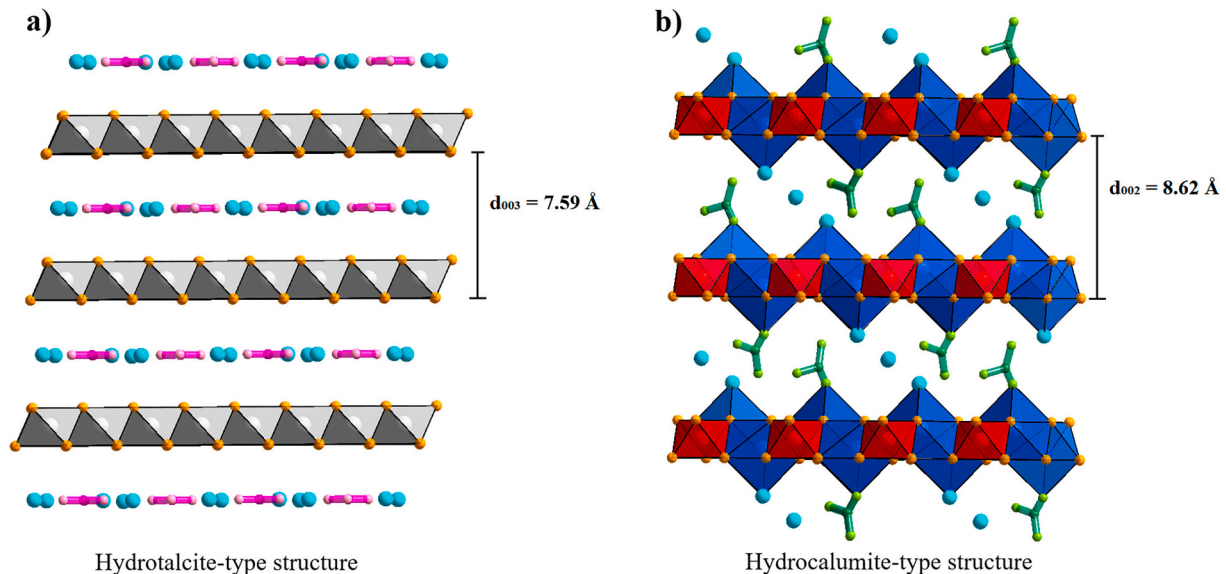 a)
b)
d₀₀₃ = 7.59 Å
d₀₀₂ = 8.62 Å
Hydrotalcite-type structure
Hydrocalumite-type structure